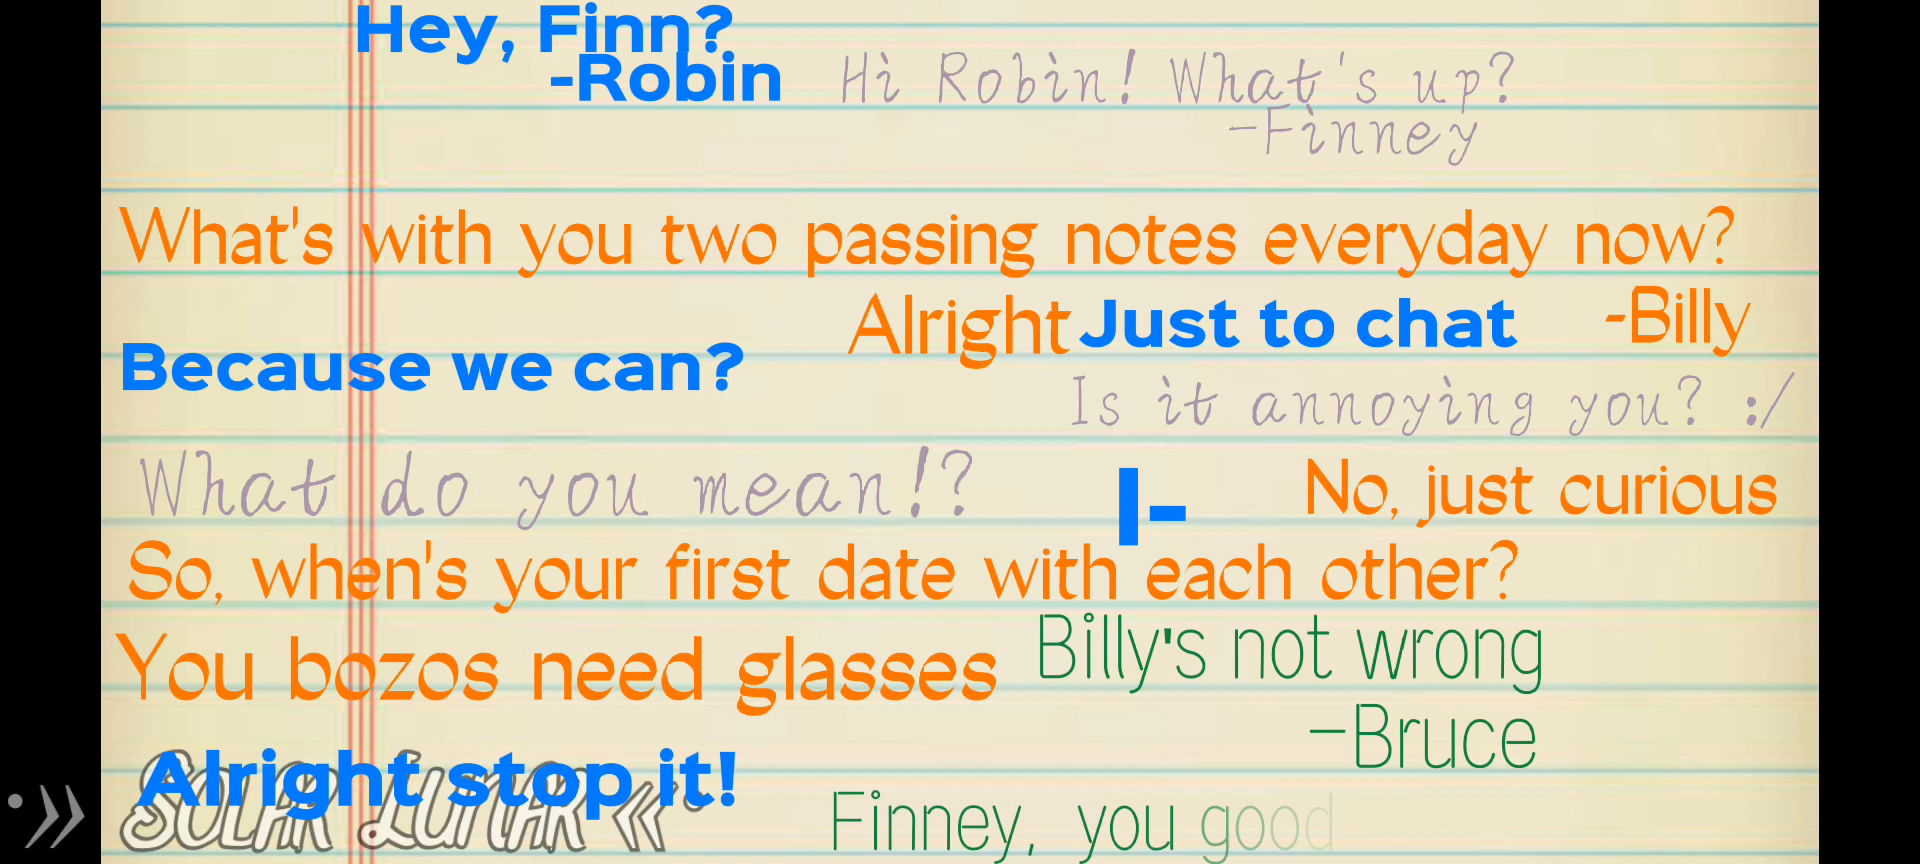 Hey, Finn?
-Robin
Hi Robin! What's up?
-Finney
What's with you two passing notes everyday now?
-Billy
Because we can?
Alright
Just to chat
Is it annoying you? :/
What do you mean!?
I-
No, just curious
So, when's your first date with each other?
You bozos need glasses
Billy's not wrong
-Bruce
Alright stop it!
SOLAR LUNAR «
Finney, you good